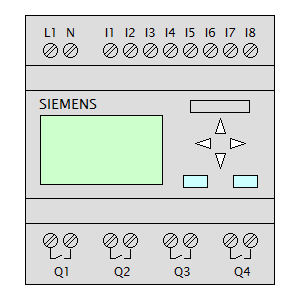 L1 N I1 I2 I3 I4 I5 I6 I7 I8
SIEMENS
Q1 Q2 Q3 Q4